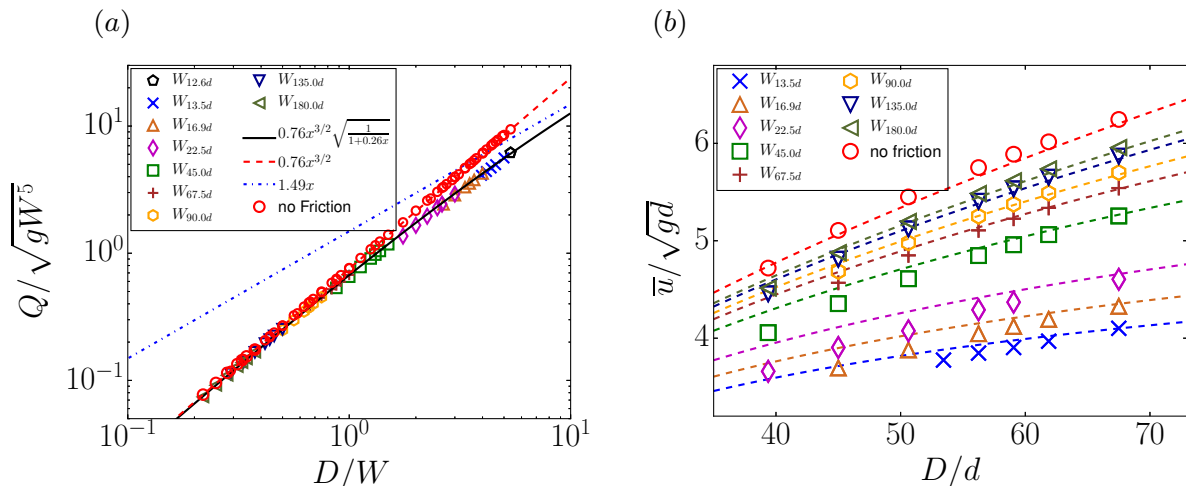 (a)
W_{12.6d}
W_{13.5d}
W_{16.9d}
W_{22.5d}
W_{45.0d}
W_{67.5d}
W_{90.0d}
W_{135.0d}
W_{180.0d}
0.76x^{3/2}\sqrt{\frac{1}{1+0.26x}}
0.76x^{3/2}
1.49x
no Friction
10^1
10^0
10^{-1}
Q/\sqrt{gW^5}
10^{-1} 10^0 10^1
D/W
(b)
W_{13.5d}
W_{16.9d}
W_{22.5d}
W_{45.0d}
W_{67.5d}
W_{90.0d}
W_{135.0d}
W_{180.0d}
no friction
6
5
4
\overline{u}/\sqrt{gd}
40 50 60 70
D/d